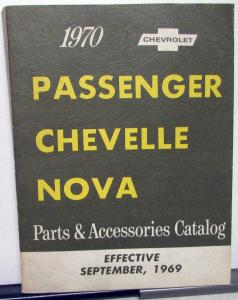 1970
CHEVROLET
PASSENGER
CHEVELLE
NOVA
Parts & Accessories Catalog
EFFECTIVE
SEPTEMBER, 1969